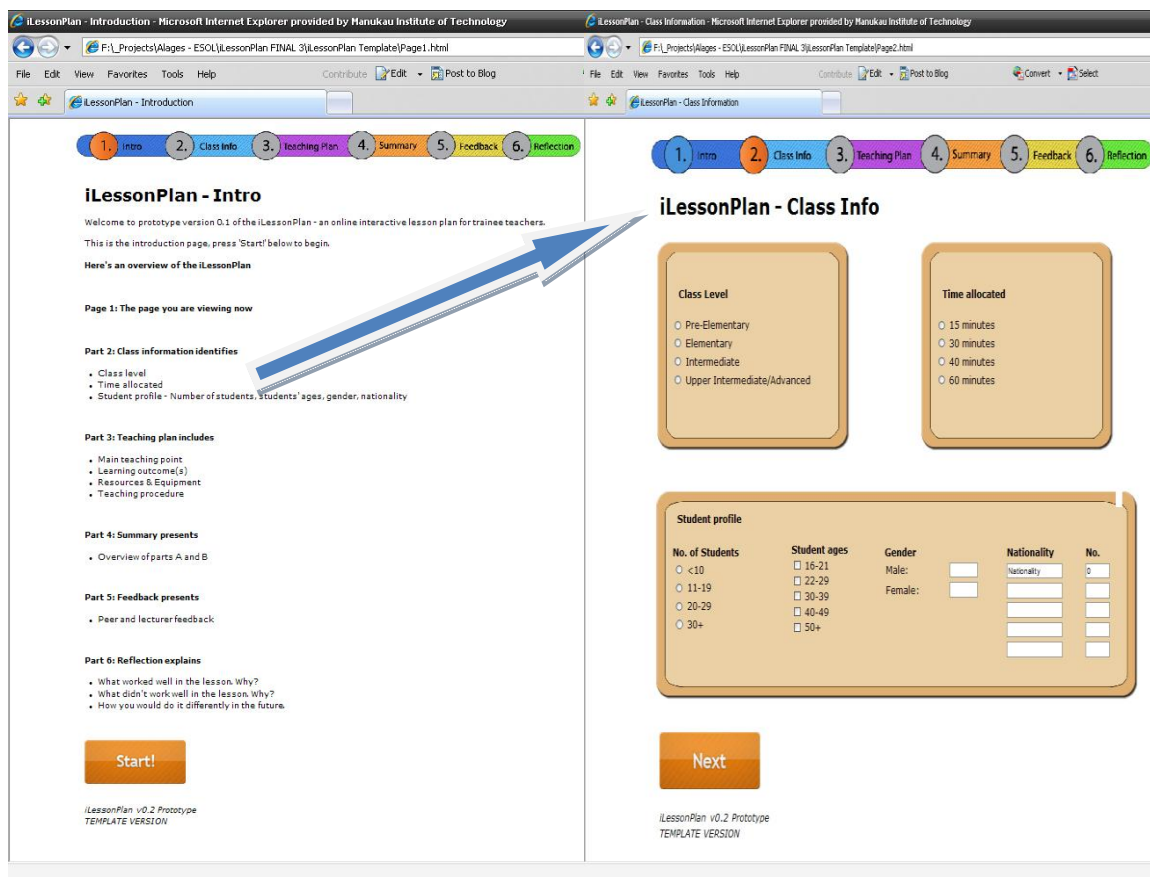 iLessonPlan - Introduction - Microsoft Internet Explorer provided by Manukau Institute of Technology
F:\_Projects\Alages - ESOL\iLessonPlan FINAL 3\iLessonPlan Template\Page1.html
File Edit View Favorites Tools Help Contribute Edit Post to Blog
iLessonPlan - Introduction
1. Intro 2. Class Info 3. Teaching Plan 4. Summary 5. Feedback 6. Reflection
iLessonPlan - Intro
Welcome to prototype version 0.1 of the iLessonPlan - an online interactive lesson plan for trainee teachers.
This is the introduction page, press 'Start!' below to begin.
Here's an overview of the iLessonPlan
Page 1: The page you are viewing now
Part 2: Class information identifies
• Class level
• Time allocated
• Student profile - Number of students, students' ages, gender, nationality
Part 3: Teaching plan includes
• Main teaching point
• Learning outcome(s)
• Resources & Equipment
• Teaching procedure
Part 4: Summary presents
• Overview of parts A and B
Part 5: Feedback presents
• Peer and lecturer feedback
Part 6: Reflection explains
• What worked well in the lesson. Why?
• What didn't work well in the lesson. Why?
• How you would do it differently in the future.
Start!
iLessonPlan v0.2 Prototype
TEMPLATE VERSION
iLessonPlan - Class Information - Microsoft Internet Explorer provided by Manukau Institute of Technology
F:\_Projects\Alages - ESOL\iLessonPlan FINAL 3\iLessonPlan Template\Page2.html
File Edit View Favorites Tools Help Contribute Edit Post to Blog Convert Select
iLessonPlan - Class Information
1. Intro 2. Class Info 3. Teaching Plan 4. Summary 5. Feedback 6. Reflection
iLessonPlan - Class Info
Class Level
Pre-Elementary
Elementary
Intermediate
Upper Intermediate/Advanced
Time allocated
15 minutes
30 minutes
40 minutes
60 minutes
Student profile
No. of Students
<10
11-19
20-29
30+
Student ages
16-21
22-29
30-39
40-49
50+
Gender
Male:
Female:
Nationality No.
Nationality 0
Next
iLessonPlan v0.2 Prototype
TEMPLATE VERSION